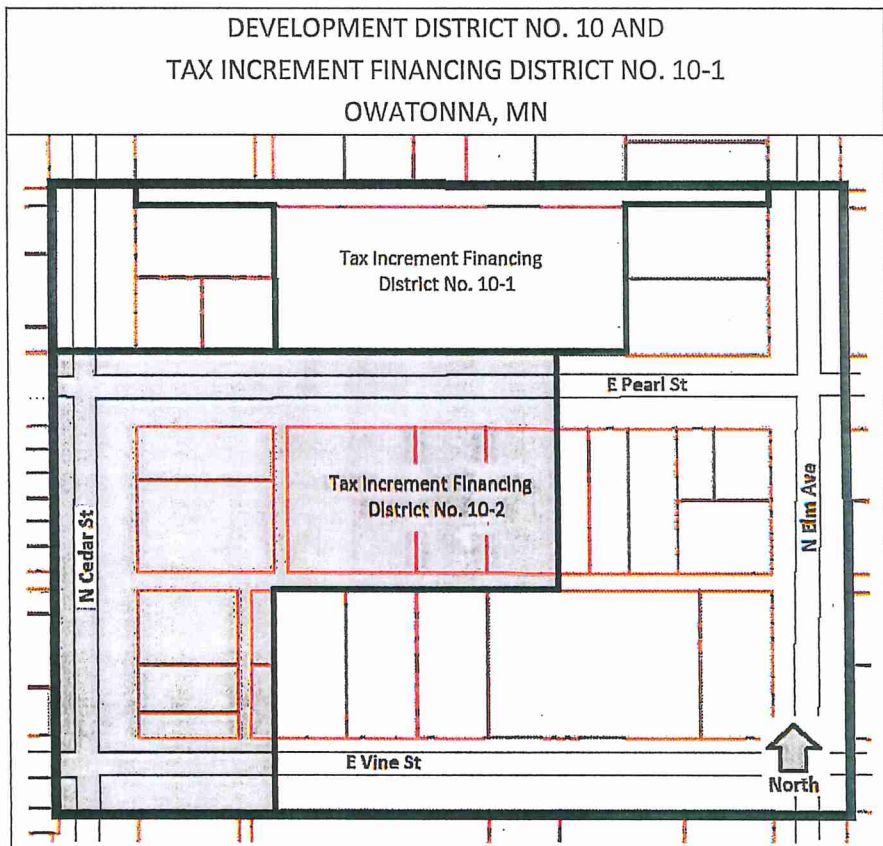 DEVELOPMENT DISTRICT NO. 10 AND
TAX INCREMENT FINANCING DISTRICT NO. 10-1
OWATONNA, MN
Tax Increment Financing
District No. 10-1
E Pearl St
Tax Increment Financing
District No. 10-2
N Cedar St
N Elm Ave
E Vine St
North